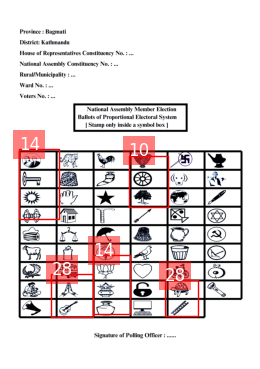 Province : Bagmati
District: Kathmandu
House of Representatives Constituency No. : ...
National Assembly Constituency No. : ...
Rural/Municipality : ...
Ward No. : ...
Voters No. : ...
National Assembly Member Election
Ballots of Proportional Electoral System
[ Stamp only inside a symbol box ]
14
10
14
28
28
Signature of Polling Officer : ......